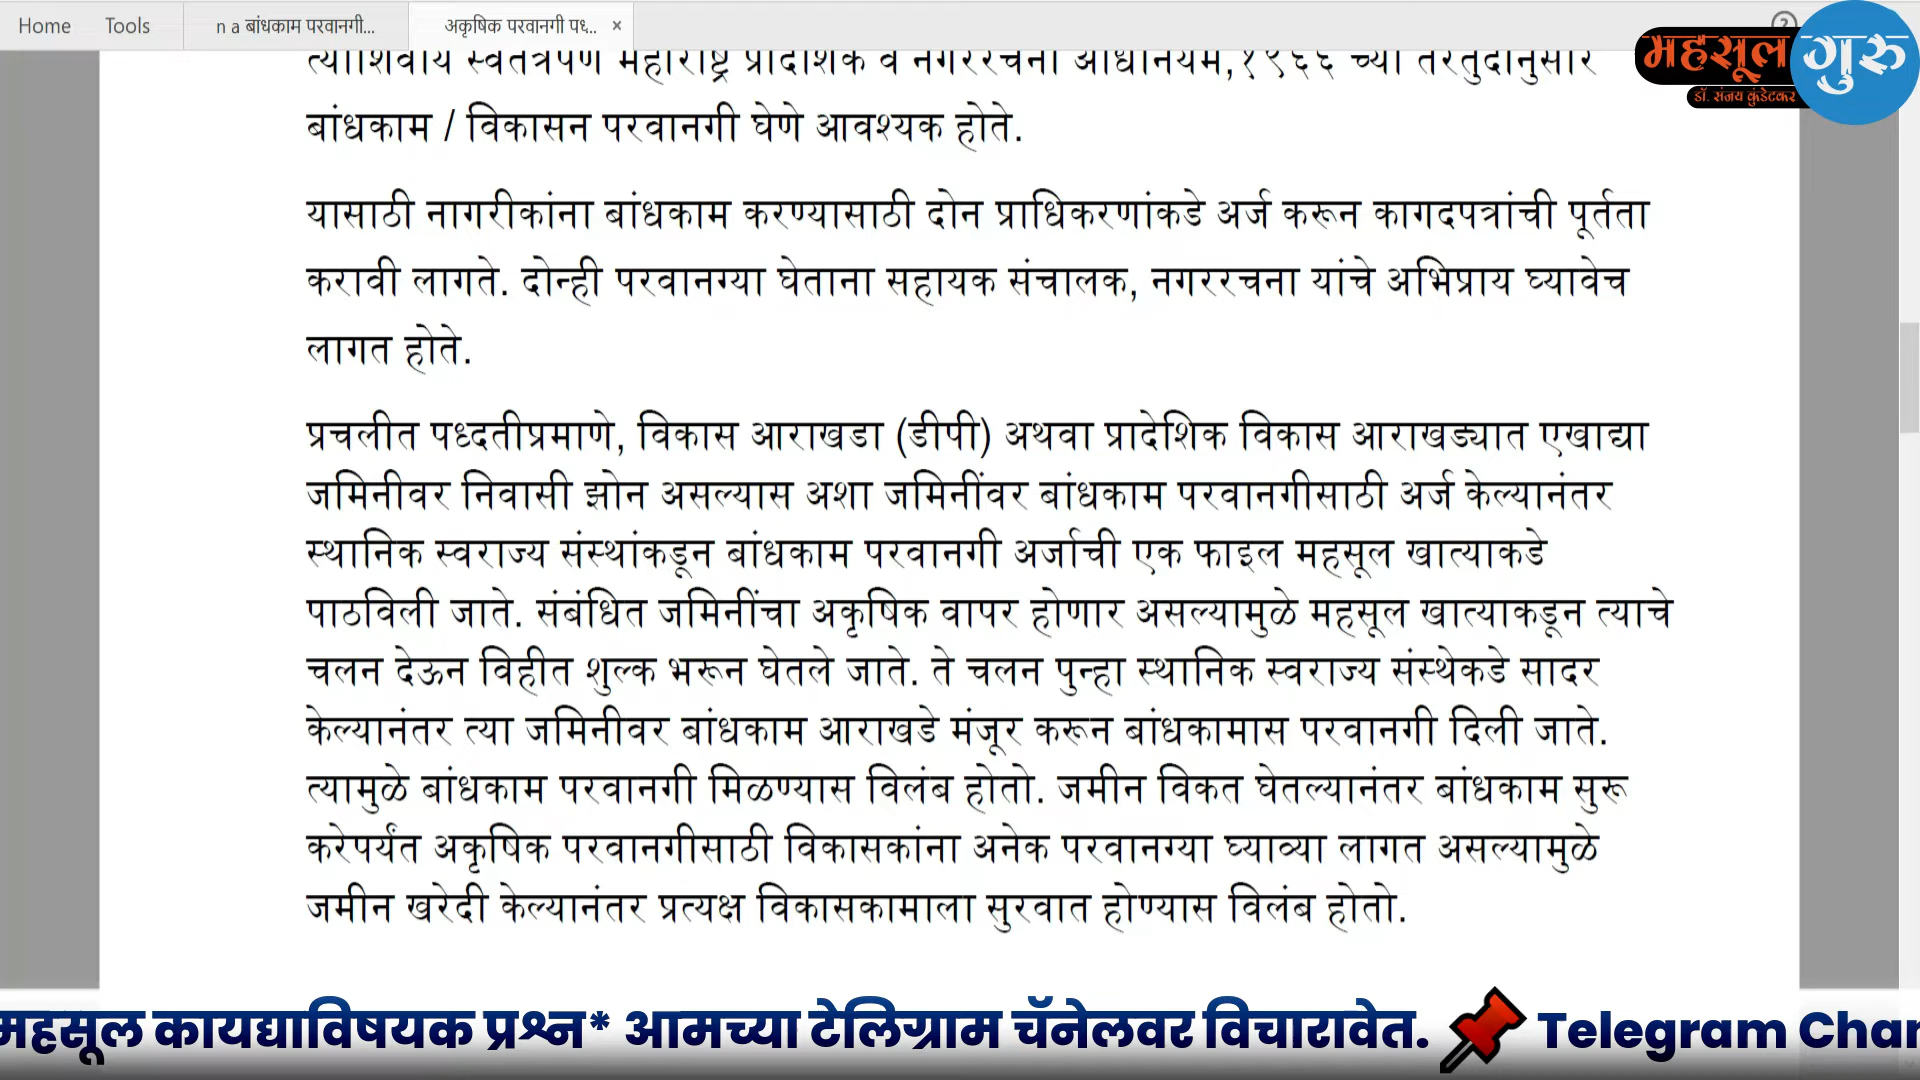 Home Tools n a बांधकाम परवानगी... अकृषिक परवानगी पध.. ×
महसूल गुरु
डॉ. संजय कुंडेटकर
त्याशिवाय स्वतंत्रपणे महाराष्ट्र प्रादेशिक व नगररचना अधिनियम,१९६६ च्या तरतुदीनुसार
बांधकाम / विकासन परवानगी घेणे आवश्यक होते.
यासाठी नागरीकांना बांधकाम करण्यासाठी दोन प्राधिकरणांकडे अर्ज करून कागदपत्रांची पूर्तता
करावी लागते. दोन्ही परवानग्या घेताना सहायक संचालक, नगररचना यांचे अभिप्राय घ्यावेच
लागत होते.
प्रचलीत पध्दतीप्रमाणे, विकास आराखडा (डीपी) अथवा प्रादेशिक विकास आराखड्यात एखाद्या
जमिनीवर निवासी झोन असल्यास अशा जमिनींवर बांधकाम परवानगीसाठी अर्ज केल्यानंतर
स्थानिक स्वराज्य संस्थांकडून बांधकाम परवानगी अर्जाची एक फाइल महसूल खात्याकडे
पाठविली जाते. संबंधित जमिनींचा अकृषिक वापर होणार असल्यामुळे महसूल खात्याकडून त्याचे
चलन देऊन विहीत शुल्क भरून घेतले जाते. ते चलन पुन्हा स्थानिक स्वराज्य संस्थेकडे सादर
केल्यानंतर त्या जमिनीवर बांधकाम आराखडे मंजूर करून बांधकामास परवानगी दिली जाते.
त्यामुळे बांधकाम परवानगी मिळण्यास विलंब होतो. जमीन विकत घेतल्यानंतर बांधकाम सुरू
करेपर्यंत अकृषिक परवानगीसाठी विकासकांना अनेक परवानग्या घ्याव्या लागत असल्यामुळे
जमीन खरेदी केल्यानंतर प्रत्यक्ष विकासकामाला सुरवात होण्यास विलंब होतो.
महसूल कायद्याविषयक प्रश्न* आमच्या टेलिग्राम चॅनेलवर विचारावेत. Telegram Chan